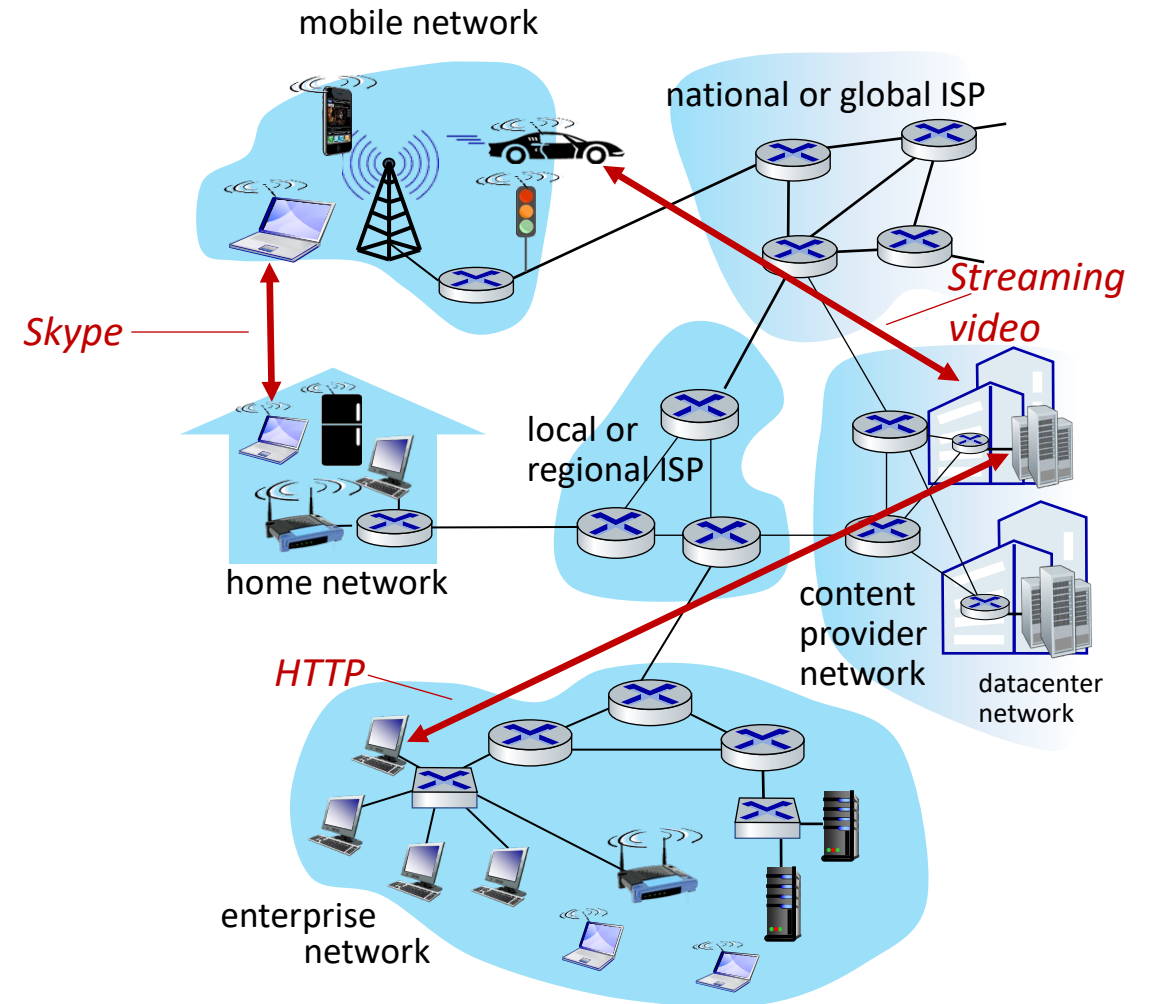 mobile network
national or global ISP
Streaming
video
Skype
local or
regional ISP
home network
content
provider
network
datacenter
network
HTTP
enterprise
network